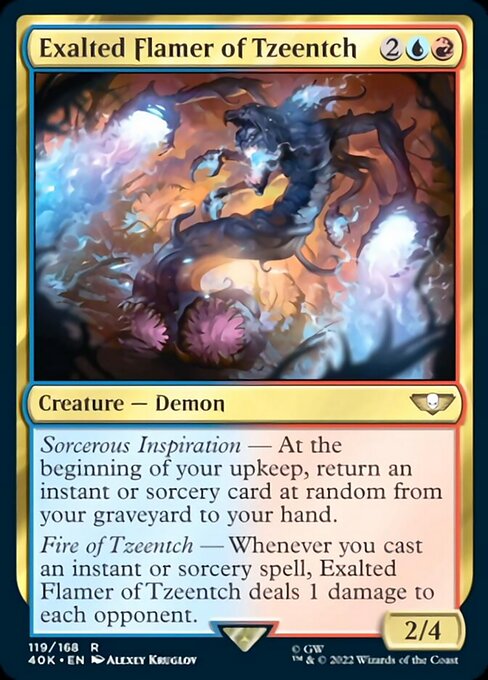 Exalted Flamer of Tzeentch 2
Creature — Demon
Sorcerous Inspiration — At the
beginning of your upkeep, return an
instant or sorcery card at random from
your graveyard to your hand.
Fire of Tzeentch — Whenever you cast
an instant or sorcery spell, Exalted
Flamer of Tzeentch deals 1 damage to
each opponent.
2/4
119/168 R
40K • EN Alexey Kruglov
© GW
™ & © 2022 Wizards of the Coast